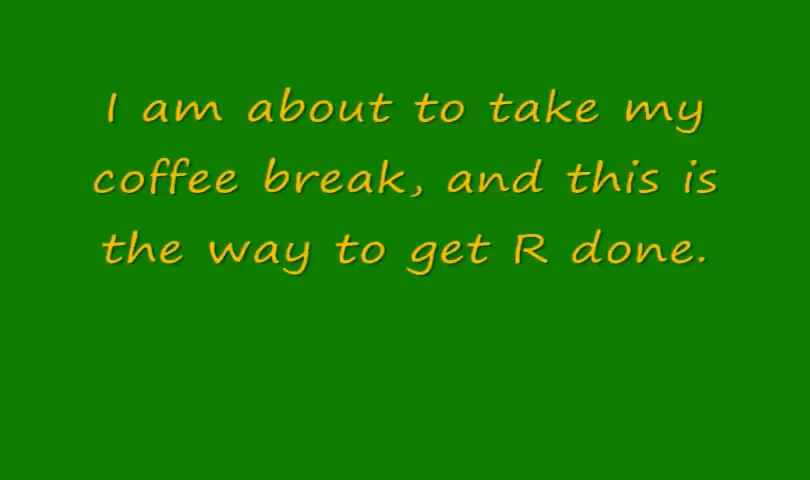 I am about to take my
coffee break, and this is
the way to get R done.